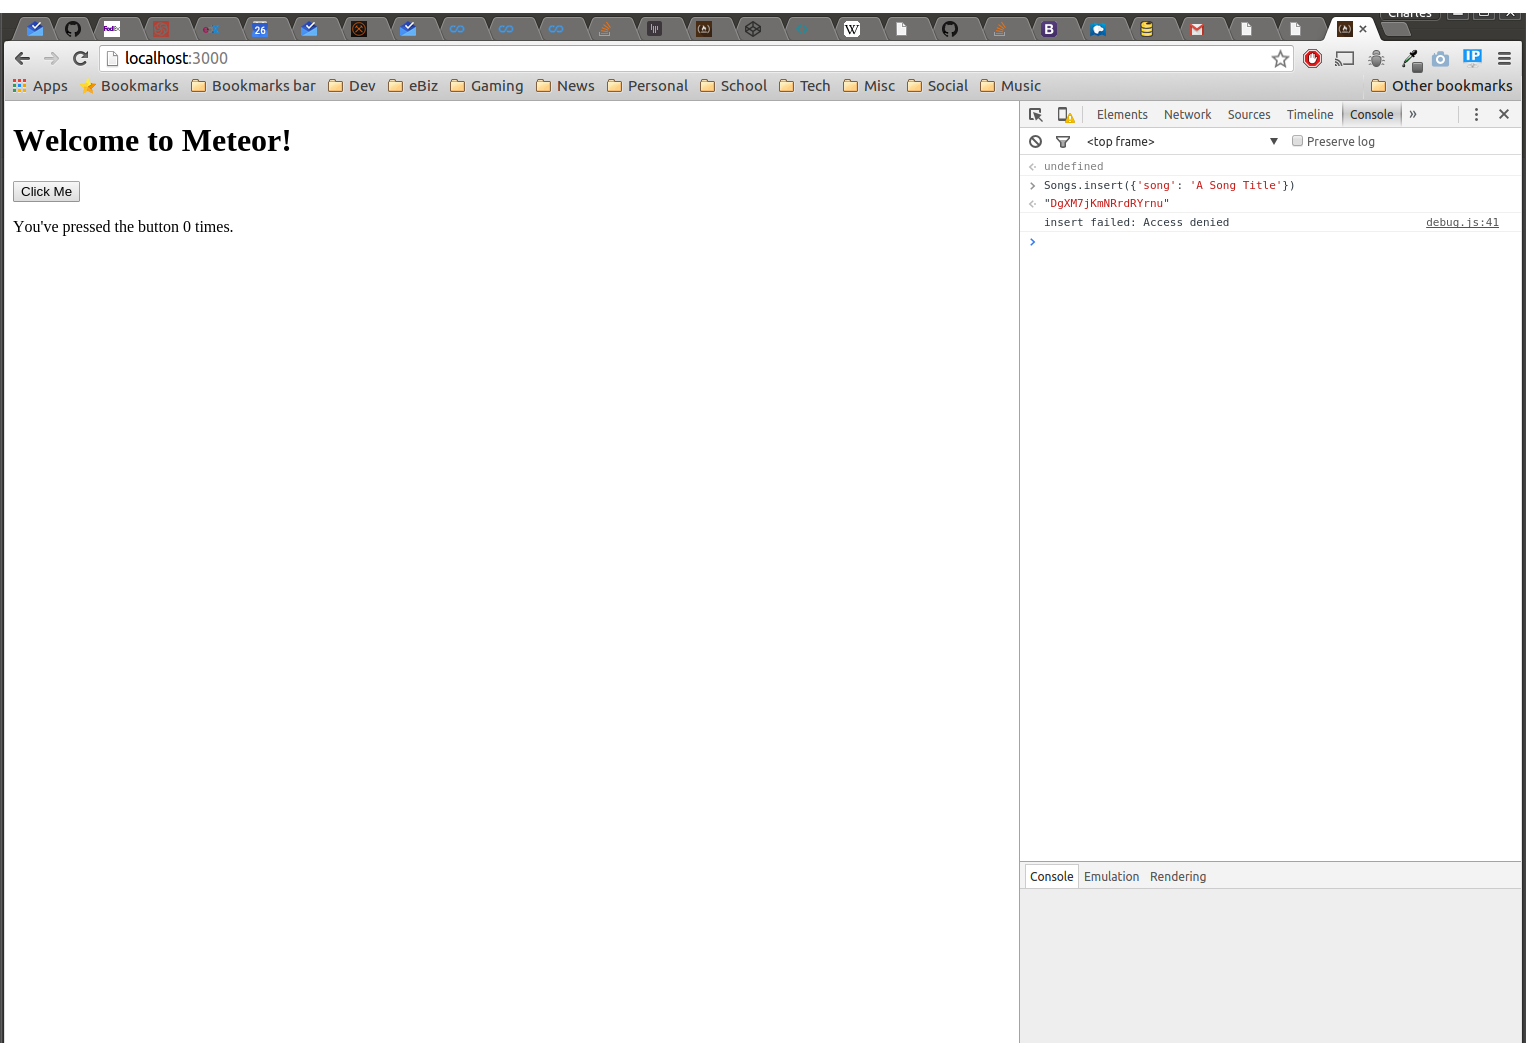 Charles
FedEx
26
W
B
localhost:3000
IP
Apps Bookmarks Bookmarks bar Dev eBiz Gaming News Personal School Tech Misc Social Music Other bookmarks
Welcome to Meteor!
Click Me
You've pressed the button 0 times.
Elements Network Sources Timeline Console »
<top frame> ▼ Preserve log
undefined
Songs.insert({'song': 'A Song Title'})
"DgXM7jKmNRrdRYrnu"
insert failed: Access denied debug.js:41
Console Emulation Rendering